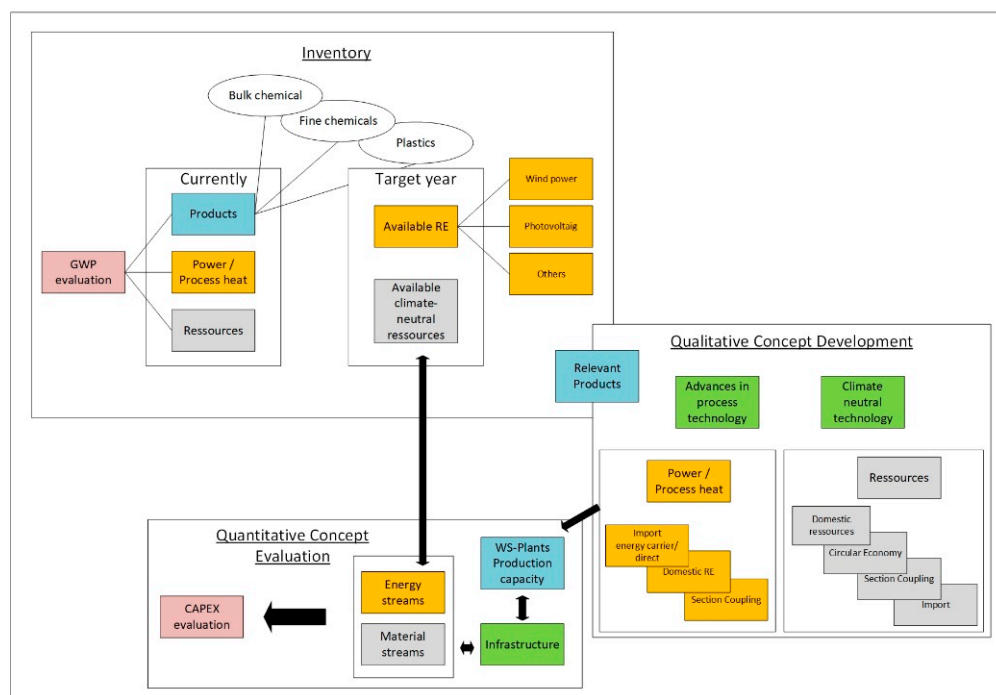 Inventory
Bulk chemical
Fine chemicals
Plastics
Currently
Target year
Products
Power /
Process heat
Ressources
GWP
evaluation
Available RE
Available
climate-
neutral
ressources
Wind power
Photovoltaig
Others
Qualitative Concept Development
Relevant
Products
Advances in
process
technology
Climate
neutral
technology
Power /
Process heat
Import
energy carrier/
direct
Domestic RE
Section Coupling
Ressources
Domestic
ressources
Circular Economy
Section Coupling
Import
Quantitative Concept
Evaluation
CAPEX
evaluation
Energy
streams
Material
streams
WS-Plants
Production
capacity
Infrastructure